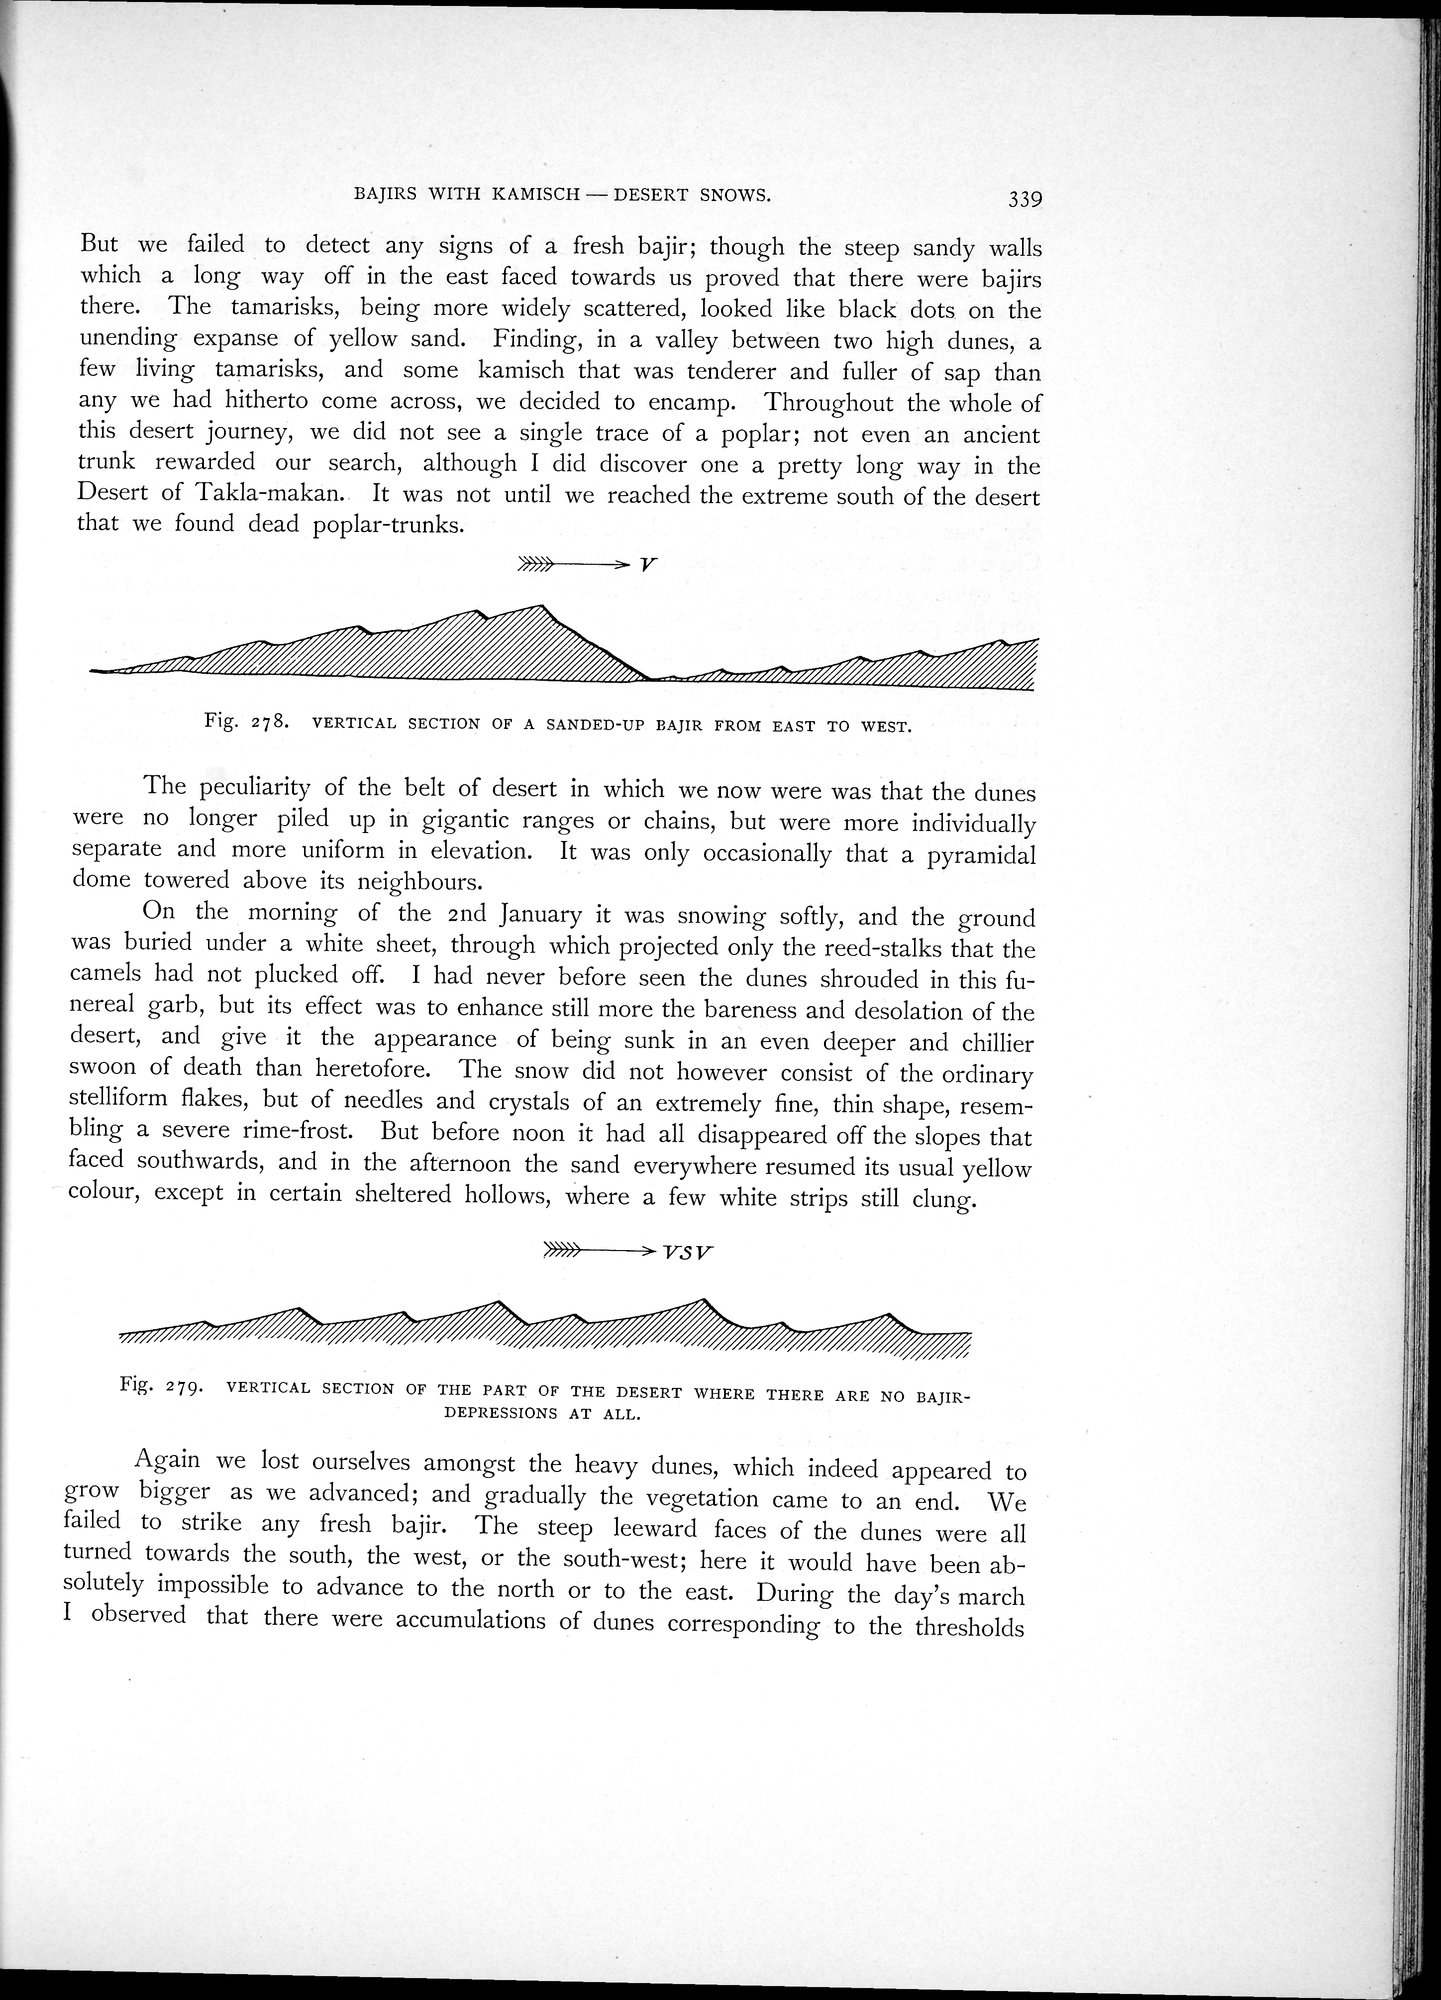 BAJIRS WITH KAMISCH — DESERT SNOWS. 339
But we failed to detect any signs of a fresh bajir; though the steep sandy walls
which a long way off in the east faced towards us proved that there were bajirs
there. The tamarisks, being more widely scattered, looked like black dots on the
unending expanse of yellow sand. Finding, in a valley between two high dunes, a
few living tamarisks, and some kamisch that was tenderer and fuller of sap than
any we had hitherto come across, we decided to encamp. Throughout the whole of
this desert journey, we did not see a single trace of a poplar; not even an ancient
trunk rewarded our search, although I did discover one a pretty long way in the
Desert of Takla-makan. It was not until we reached the extreme south of the desert
that we found dead poplar-trunks.
V
Fig. 278. VERTICAL SECTION OF A SANDED-UP BAJIR FROM EAST TO WEST.
The peculiarity of the belt of desert in which we now were was that the dunes
were no longer piled up in gigantic ranges or chains, but were more individually
separate and more uniform in elevation. It was only occasionally that a pyramidal
dome towered above its neighbours.
On the morning of the 2nd January it was snowing softly, and the ground
was buried under a white sheet, through which projected only the reed-stalks that the
camels had not plucked off. I had never before seen the dunes shrouded in this fu-
nereal garb, but its effect was to enhance still more the bareness and desolation of the
desert, and give it the appearance of being sunk in an even deeper and chillier
swoon of death than heretofore. The snow did not however consist of the ordinary
stelliform flakes, but of needles and crystals of an extremely fine, thin shape, resem-
bling a severe rime-frost. But before noon it had all disappeared off the slopes that
faced southwards, and in the afternoon the sand everywhere resumed its usual yellow
colour, except in certain sheltered hollows, where a few white strips still clung.
VSV
Fig. 279. VERTICAL SECTION OF THE PART OF THE DESERT WHERE THERE ARE NO BAJIR-
DEPRESSIONS AT ALL.
Again we lost ourselves amongst the heavy dunes, which indeed appeared to
grow bigger as we advanced; and gradually the vegetation came to an end. We
failed to strike any fresh bajir. The steep leeward faces of the dunes were all
turned towards the south, the west, or the south-west; here it would have been ab-
solutely impossible to advance to the north or to the east. During the day's march
I observed that there were accumulations of dunes corresponding to the thresholds